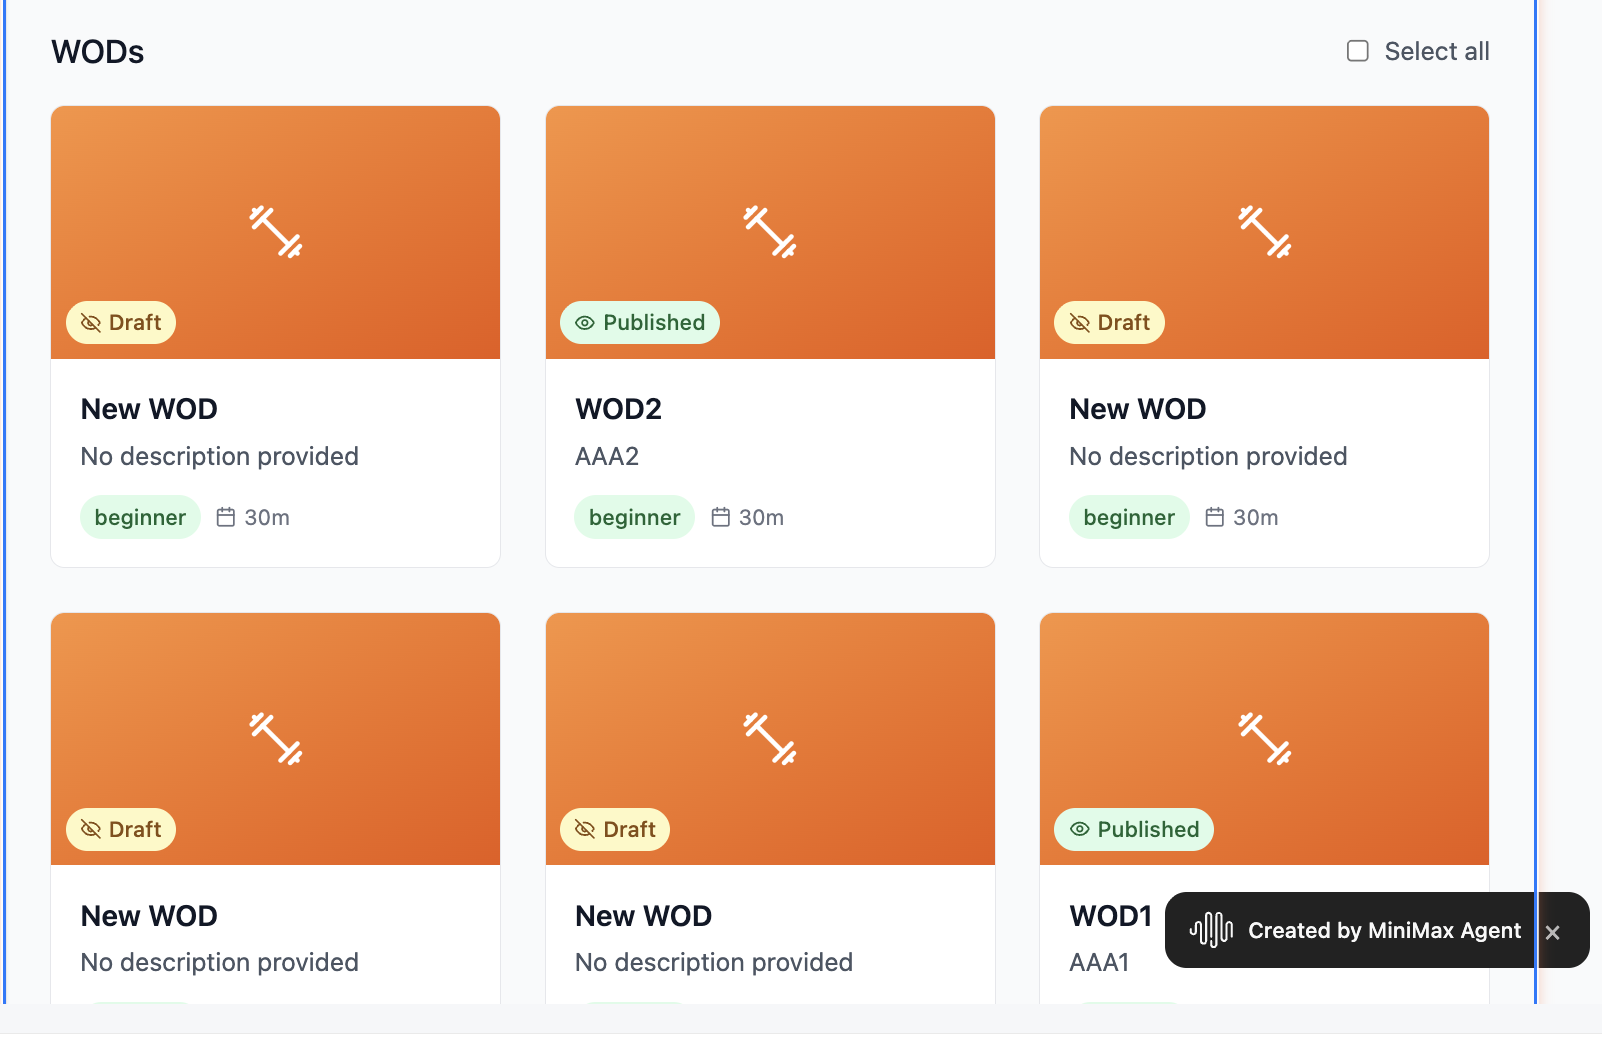 WODs
Select all
Draft
New WOD
No description provided
beginner
30m
Published
WOD2
AAA2
beginner
30m
Draft
New WOD
No description provided
beginner
30m
Draft
New WOD
No description provided
Draft
New WOD
No description provided
Published
WOD1
AAA1
Created by MiniMax Agent